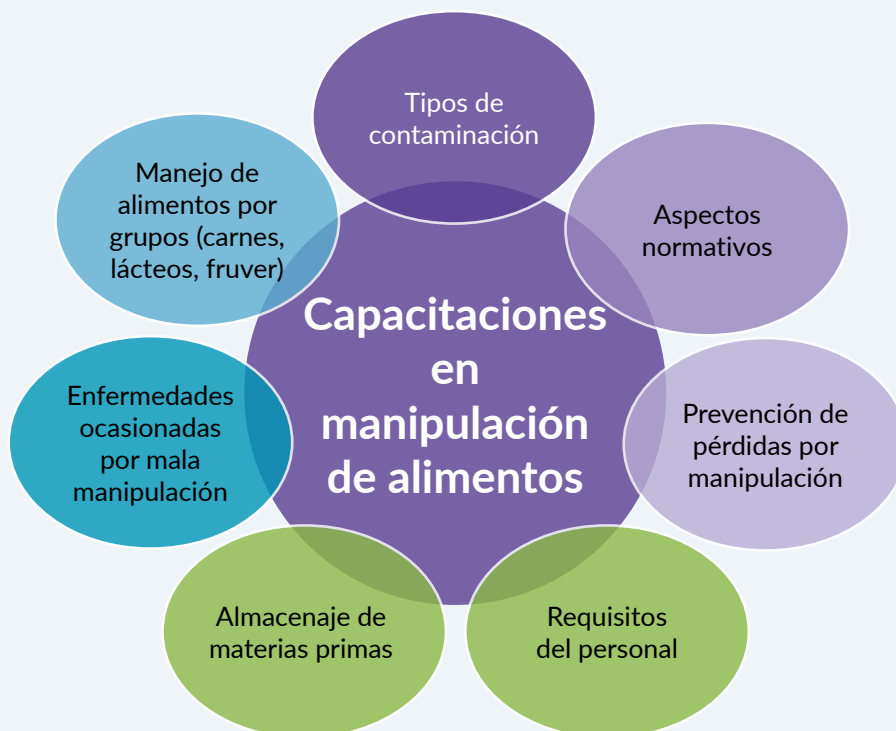 Tipos de
contaminación
Manejo de
alimentos por
grupos (carnes,
lácteos, fruver)
Aspectos
normativos
Capacitaciones
en
manipulación
de alimentos
Enfermedades
ocasionadas
por mala
manipulación
Prevención de
pérdidas por
manipulación
Almacenaje de
materias primas
Requisitos
del personal